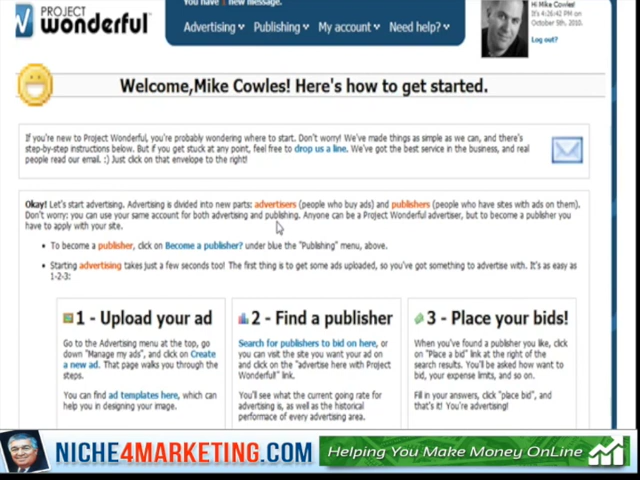 PROJECT
wonderful
You have new message.
Advertising Publishing My account Need help?
Hi Mike Cowles!
It's 4:26:42 PM on
October 5th, 2010.
Log out?
Welcome,Mike Cowles! Here's how to get started.
If you're new to Project Wonderful, you're probably wondering where to start. Don't worry! We've made things as simple as we can, and there's
step-by-step instructions below. But if you get stuck at any point, feel free to drop us a line. We've got the best service in the business, and real
people read our email. :) Just click on that envelope to the right!
Okay! Let's start advertising. Advertising is divided into new parts: advertisers (people who buy ads) and publishers (people who have sites with ads on them).
Don't worry: you can use your same account for both advertising and publishing. Anyone can be a Project Wonderful advertiser, but to become a publisher you
have to apply with your site.
• To become a publisher, click on Become a publisher? under blue the "Publishing" menu, above.
• Starting advertising takes just a few seconds too! The first thing is to get some ads uploaded, so you've got something to advertise with. It's as easy as
1-2-3:
1 - Upload your ad
Go to the Advertising menu at the top, go
down "Manage my ads", and click on Create
a new ad. That page walks you through the
steps.
You can find ad templates here, which can
help you in designing your image.
2 - Find a publisher
Search for publishers to bid on here, or
you can visit the site you want your ad on
and click on the "advertise here with Project
Wonderful!" link.
You'll see what the current going rate for
advertising is, as well as the historical
performace of every advertising area.
3 - Place your bids!
When you've found a publisher you like, click
on "Place a bid" link at the right of the
search results. You'll be asked how much to
bid, your expense limits, and so on.
Fill in your answers, click "place bid", and
that's it! You're advertising!
NICHE4MARKETING.COM
Helping You Make Money OnLine